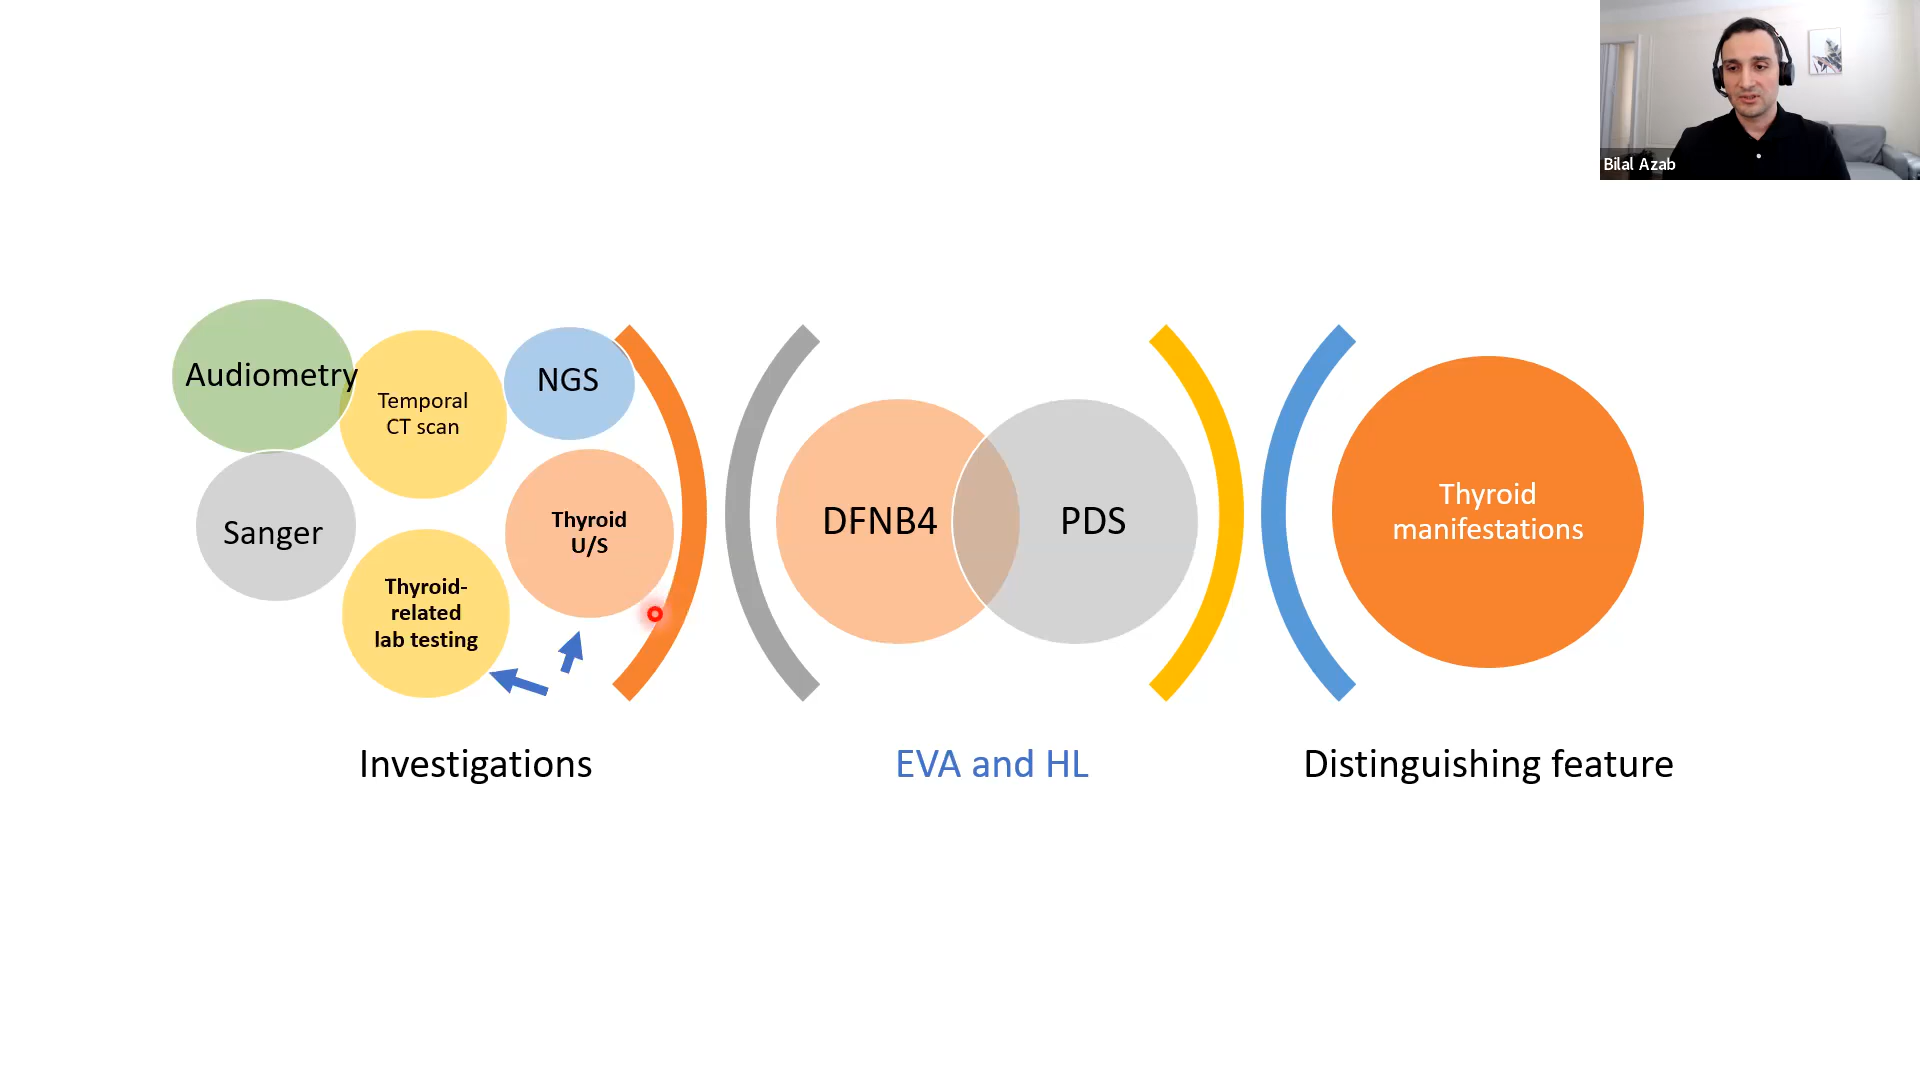 Bilal Azab
Audiometry
Temporal
CT scan
NGS
Sanger
Thyroid
U/S
Thyroid-
related
lab testing
DFNB4
PDS
Thyroid
manifestations
Investigations
EVA and HL
Distinguishing feature